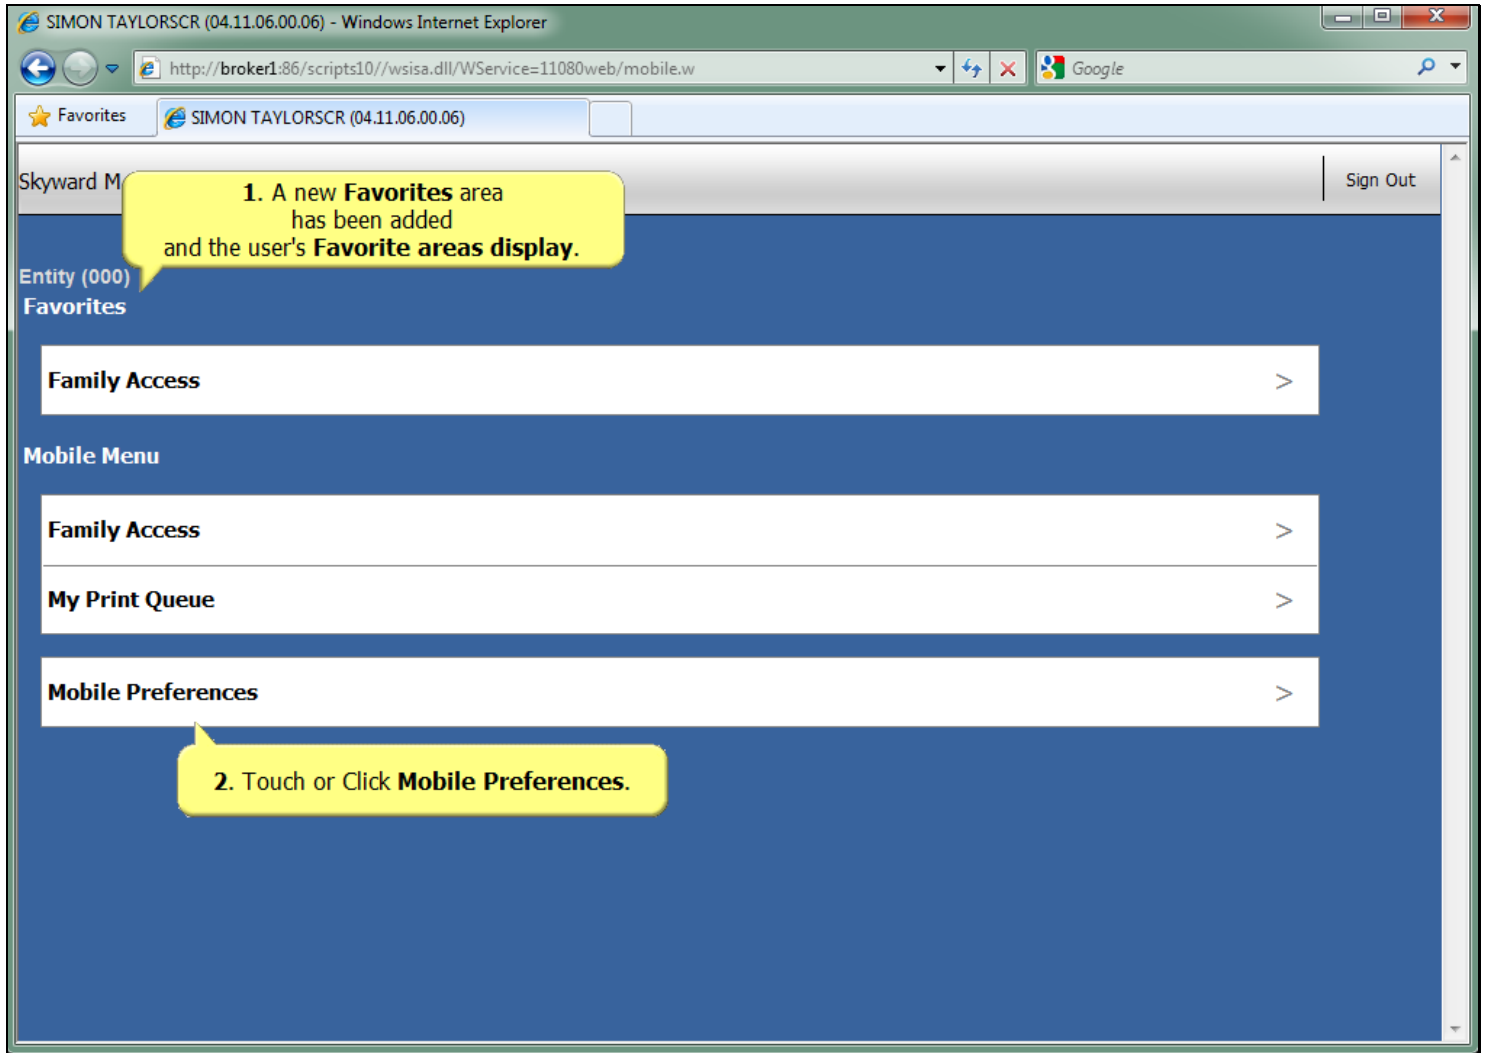 SIMON TAYLORSCR (04.11.06.00.06) - Windows Internet Explorer
http://broker1:86/scripts10//wsisa.dll/WService=11080web/mobile.w
Google
Favorites
SIMON TAYLORSCR (04.11.06.00.06)
Skyward M
Sign Out
1. A new Favorites area
has been added
and the user's Favorite areas display.
Entity (000)
Favorites
Family Access >
Mobile Menu
Family Access >
My Print Queue >
Mobile Preferences >
2. Touch or Click Mobile Preferences.